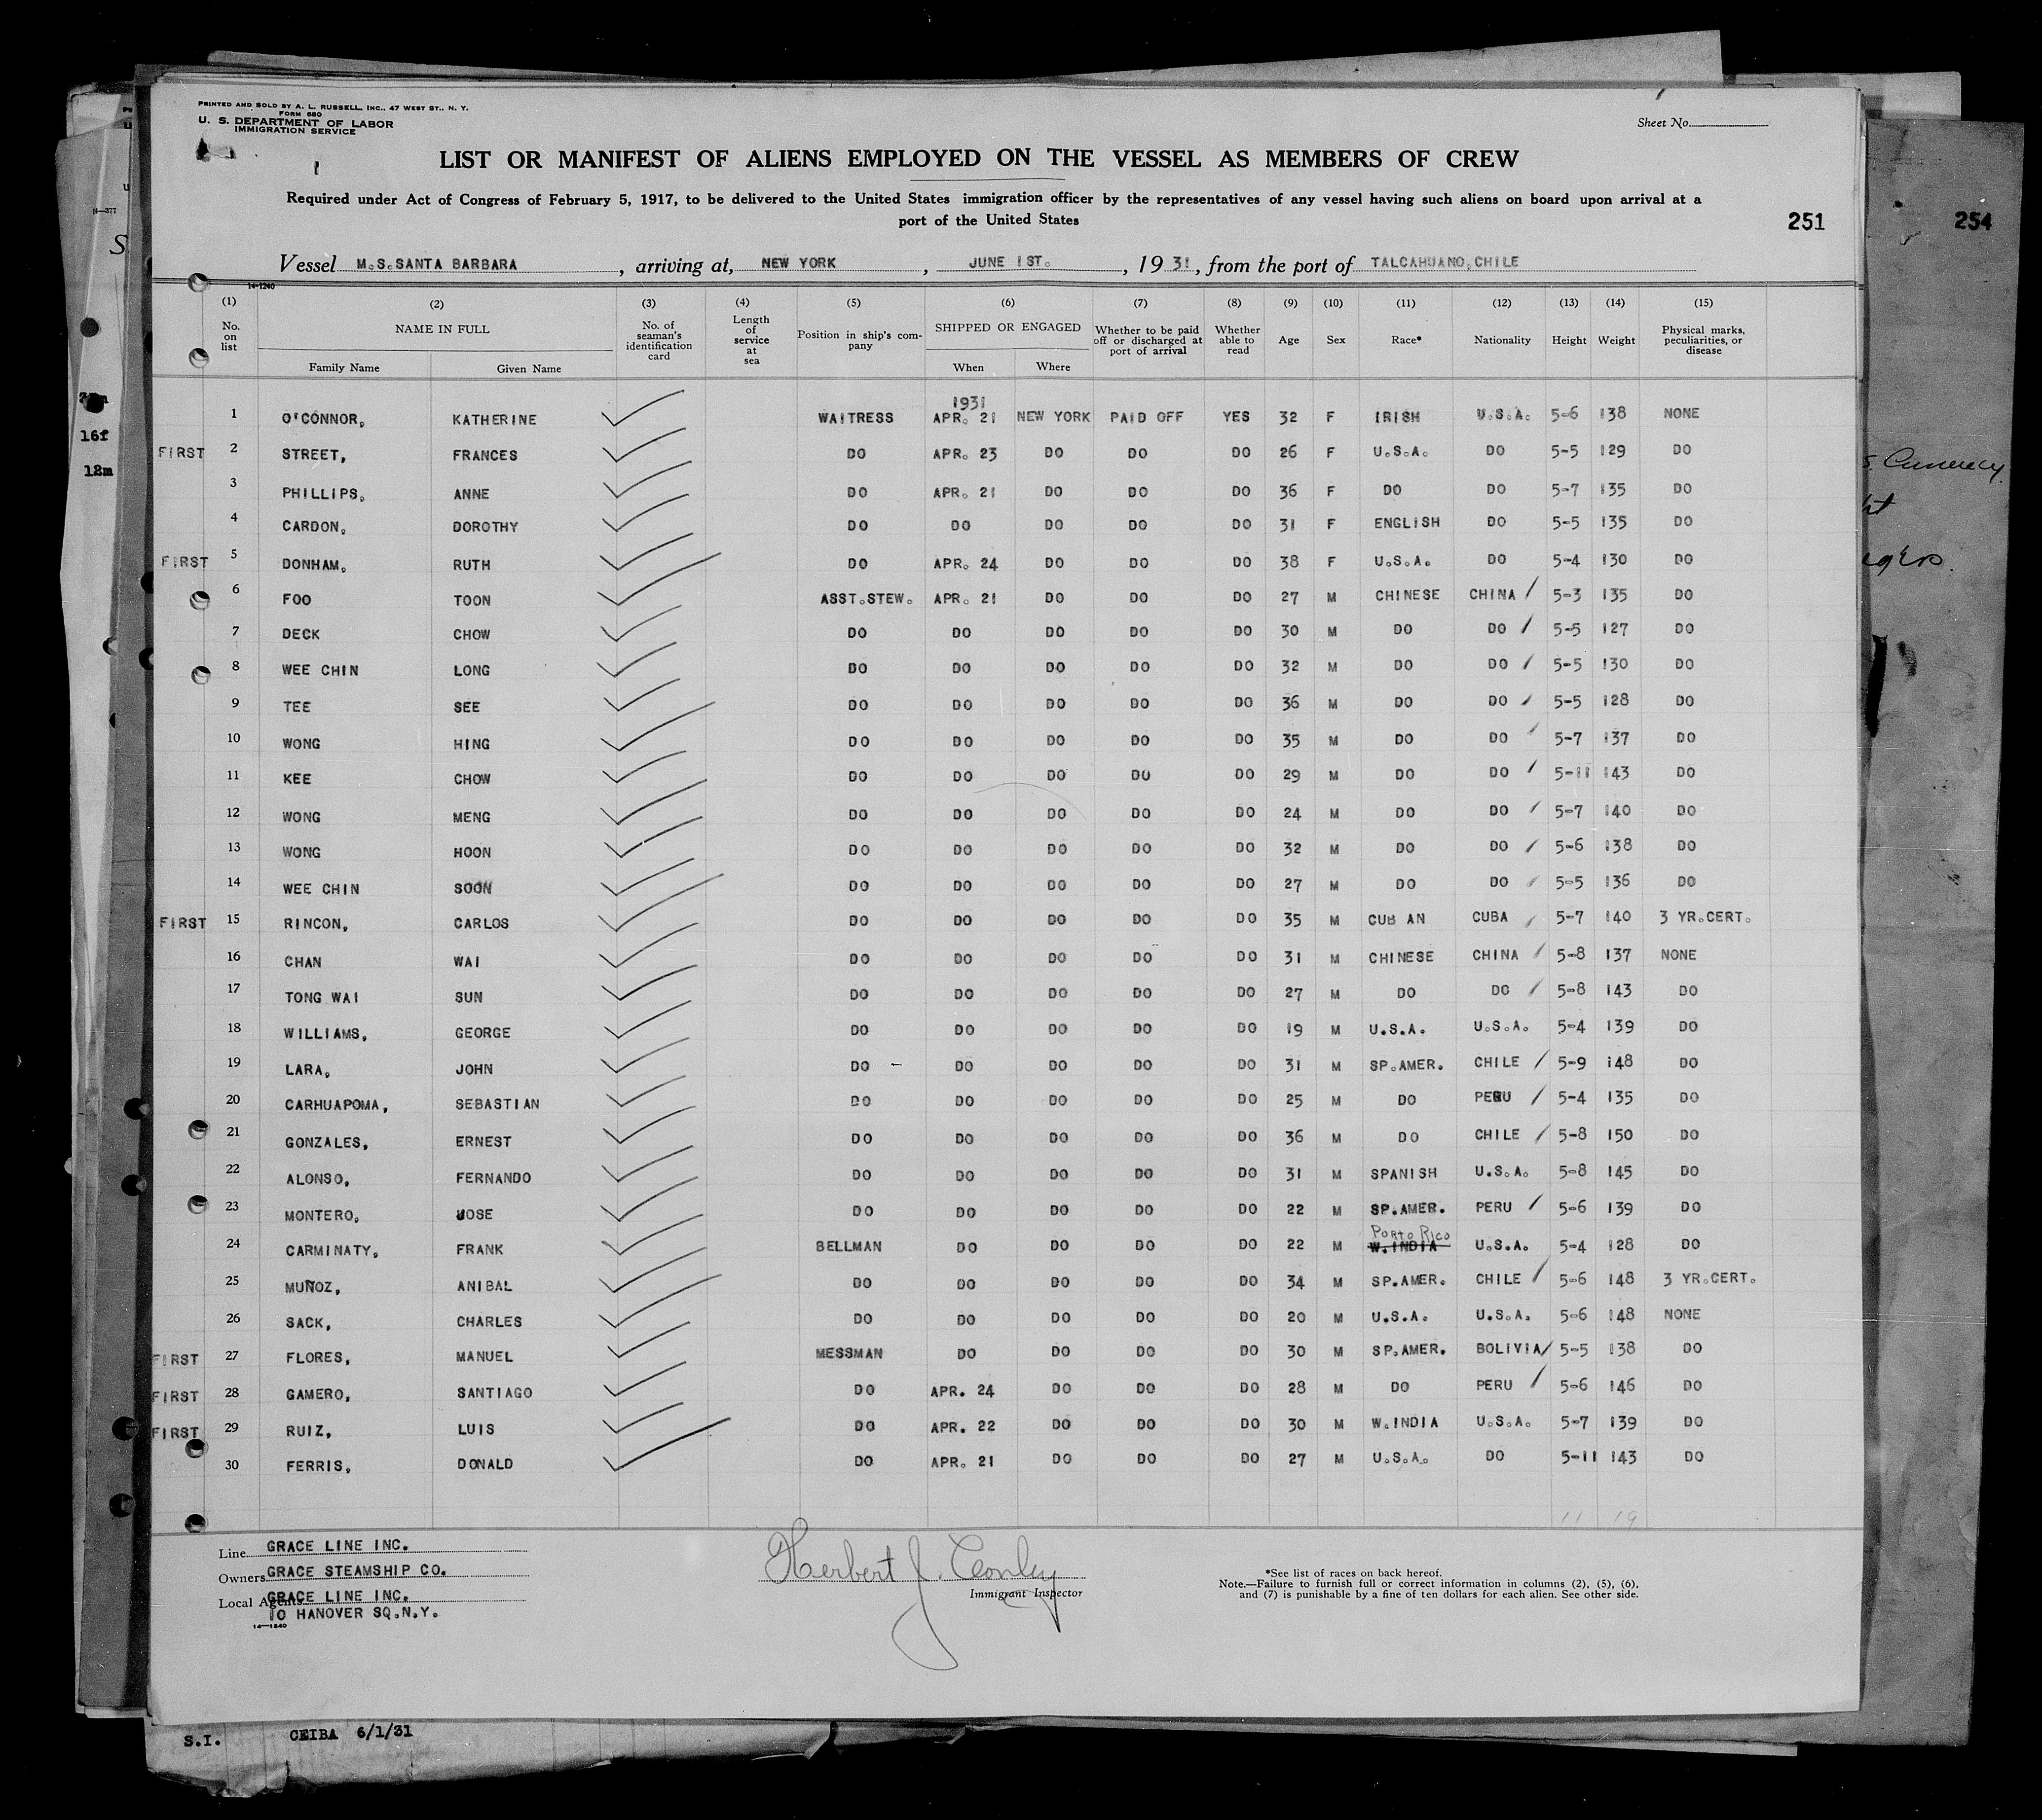 PRINTED AND SOLD BY A. L. RUSSELL, INC., 47 WEST ST., N. Y.
FORM 680
U. S. DEPARTMENT OF LABOR
IMMIGRATION SERVICE
Sheet No.
LIST OR MANIFEST OF ALIENS EMPLOYED ON THE VESSEL AS MEMBERS OF CREW
Required under Act of Congress of February 5, 1917, to be delivered to the United States immigration officer by the representatives of any vessel having such aliens on board upon arrival at a
port of the United States
251
254
Vessel M.S.SANTA BARBARA, arriving at, NEW YORK, JUNE 1ST., 1931, from the port of TALCAHUANO,CHILE
14-1240
(1) (2) (3) (4) (5) (6) (7) (8) (9) (10) (11) (12) (13) (14) (15)
No. on list NAME IN FULL Family Name Given Name No. of seaman's identification card Length of service at sea Position in ship's company SHIPPED OR ENGAGED When Where Whether to be paid off or discharged at port of arrival Whether able to read Age Sex Race* Nationality Height Weight Physical marks, peculiarities, or disease
1931
1 O'CONNOR, KATHERINE WAITRESS APR. 21 NEW YORK PAID OFF YES 32 F IRISH U.S.A. 5-6 138 NONE
FIRST 2 STREET, FRANCES DO APR. 23 DO DO DO 26 F U.S.A. DO 5-5 129 DO
3 PHILLIPS, ANNE DO APR. 21 DO DO DO 36 F DO DO 5-7 135 DO
4 CARDON, DOROTHY DO DO DO DO DO 31 F ENGLISH DO 5-5 135 DO
FIRST 5 DONHAM, RUTH DO APR. 24 DO DO DO 38 F U.S.A. DO 5-4 130 DO
6 FOO TOON ASST.STEW. APR. 21 DO DO DO 27 M CHINESE CHINA 5-3 135 DO
7 DECK CHOW DO DO DO DO DO 30 M DO DO 5-5 127 DO
8 WEE CHIN LONG DO DO DO DO DO 32 M DO DO 5-5 130 DO
9 TEE SEE DO DO DO DO DO 36 M DO DO 5-5 128 DO
10 WONG HING DO DO DO DO DO 35 M DO DO 5-7 137 DO
11 KEE CHOW DO DO DO DO DO 29 M DO DO 5-11 143 DO
12 WONG MENG DO DO DO DO DO 24 M DO DO 5-7 140 DO
13 WONG HOON DO DO DO DO DO 32 M DO DO 5-6 138 DO
14 WEE CHIN SOON DO DO DO DO DO 27 M DO DO 5-5 136 DO
FIRST 15 RINCON, CARLOS DO DO DO DO DO 35 M CUB AN CUBA 5-7 140 3 YR.CERT.
16 CHAN WAI DO DO DO DO DO 31 M CHINESE CHINA 5-8 137 NONE
17 TONG WAI SUN DO DO DO DO DO 27 M DO DO 5-8 143 DO
18 WILLIAMS, GEORGE DO DO DO DO DO 19 M U.S.A. U.S.A. 5-4 139 DO
19 LARA, JOHN DO DO DO DO DO 31 M SP.AMER. CHILE 5-9 148 DO
20 CARHUAPOMA, SEBASTIAN DO DO DO DO DO 25 M DO PERU 5-4 135 DO
21 GONZALES, ERNEST DO DO DO DO DO 36 M DO CHILE 5-8 150 DO
22 ALONSO, FERNANDO DO DO DO DO DO 31 M SPANISH U.S.A. 5-8 145 DO
23 MONTERO, JOSE DO DO DO DO DO 22 M SP.AMER. PERU 5-6 139 DO
Porto Rico
24 CARMINATY, FRANK BELLMAN DO DO DO DO 22 M W.INDIA U.S.A. 5-4 128 DO
25 MUÑOZ, ANIBAL DO DO DO DO DO 34 M SP.AMER. CHILE 5-6 148 3 YR.CERT.
26 SACK, CHARLES DO DO DO DO DO 20 M U.S.A. U.S.A. 5-6 148 NONE
FIRST 27 FLORES, MANUEL MESSMAN DO DO DO DO 30 M SP.AMER. BOLIVIA 5-5 138 DO
FIRST 28 GAMERO, SANTIAGO DO APR. 24 DO DO DO 28 M DO PERU 5-6 146 DO
FIRST 29 RUIZ, LUIS DO APR. 22 DO DO DO 30 M W.INDIA U.S.A. 5-7 139 DO
30 FERRIS, DONALD DO APR. 21 DO DO DO 27 M U.S.A. DO 5-11 143 DO
11 19
Line GRACE LINE INC.
Owners GRACE STEAMSHIP CO.
Local Agents GRACE LINE INC.
10 HANOVER SQ.N.Y.
14-1240
Herbert J. Conley
Immigrant Inspector
*See list of races on back hereof.
Note.—Failure to furnish full or correct information in columns (2), (5), (6),
and (7) is punishable by a fine of ten dollars for each alien. See other side.
S.I. CEIBA 6/1/31
16f
12m
Currency